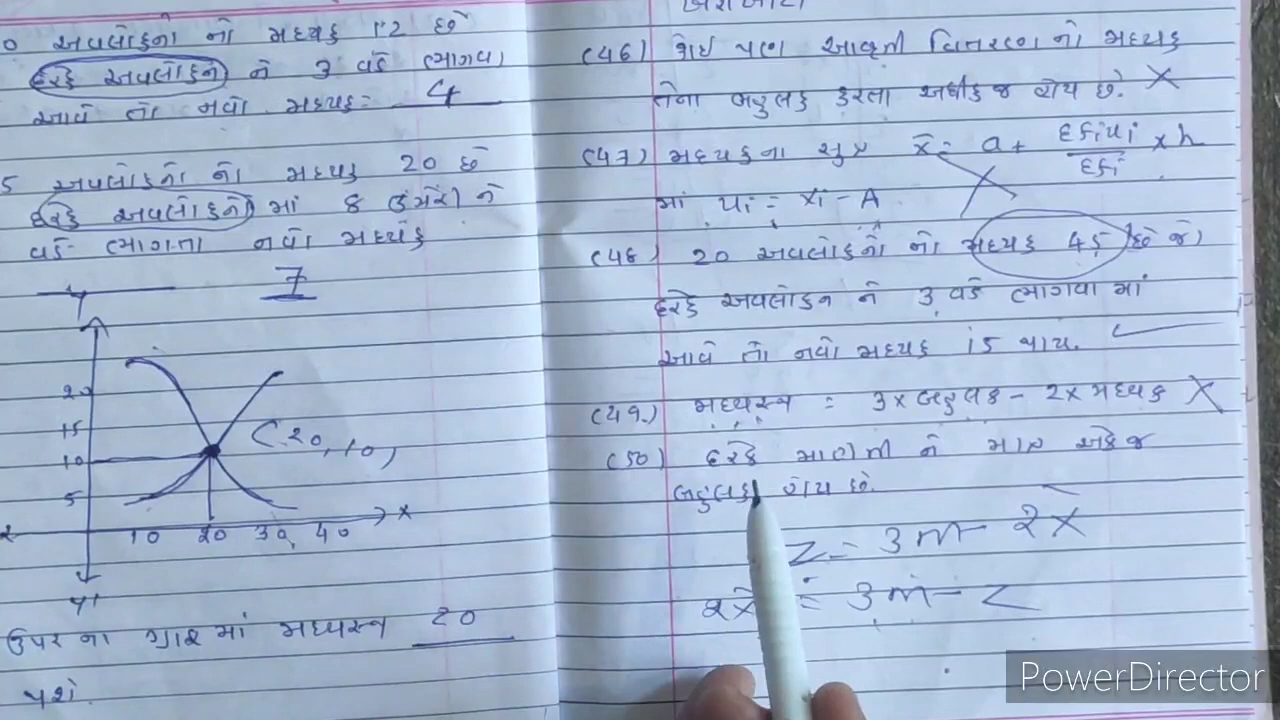 0 અવલોકનો નો મધ્યક 12 છે
દરેક અવલોકન ને 3 વડે ભાગવા
આવે તો નવો મધ્યક = 4
5 અવલોકનો નો મધ્યક 20 છે
દરેક અવલોકનો માં 8 ઉમેરી ને
વડે ભાગતા નવો મધ્યક
7
y
20
15
10
5
(20, 10)
10 20 30, 40 x
y'
ઉપર ના ગ્રાફ માં મધ્યસ્થ 20
થશે.
(46) કોઈ પણ આવૃતી વિતરણ નો મધ્યક
તેના બહુલક કરતા અધીક જ હોય છે. X
(47) મધ્યકના સુત્ર x̄ = a + Σfiui / Σfi × h
માં ui = xi - A X
(48) 20 અવલોકનો નો મધ્યક 45 છે જો
દરેક અવલોકન ને 3 વડે ભાગવા માં
આવે તો નવો મધ્યક 15 થાય. ✓
(49) મધ્યસ્થ = 3 x બહુલક - 2 x મધ્યક X
(50) દરેક માહીતી ને માત્ર એક જ
બહુલક હોય છે.
Z = 3m - 2x̄
2x̄ = 3m - Z
PowerDirector